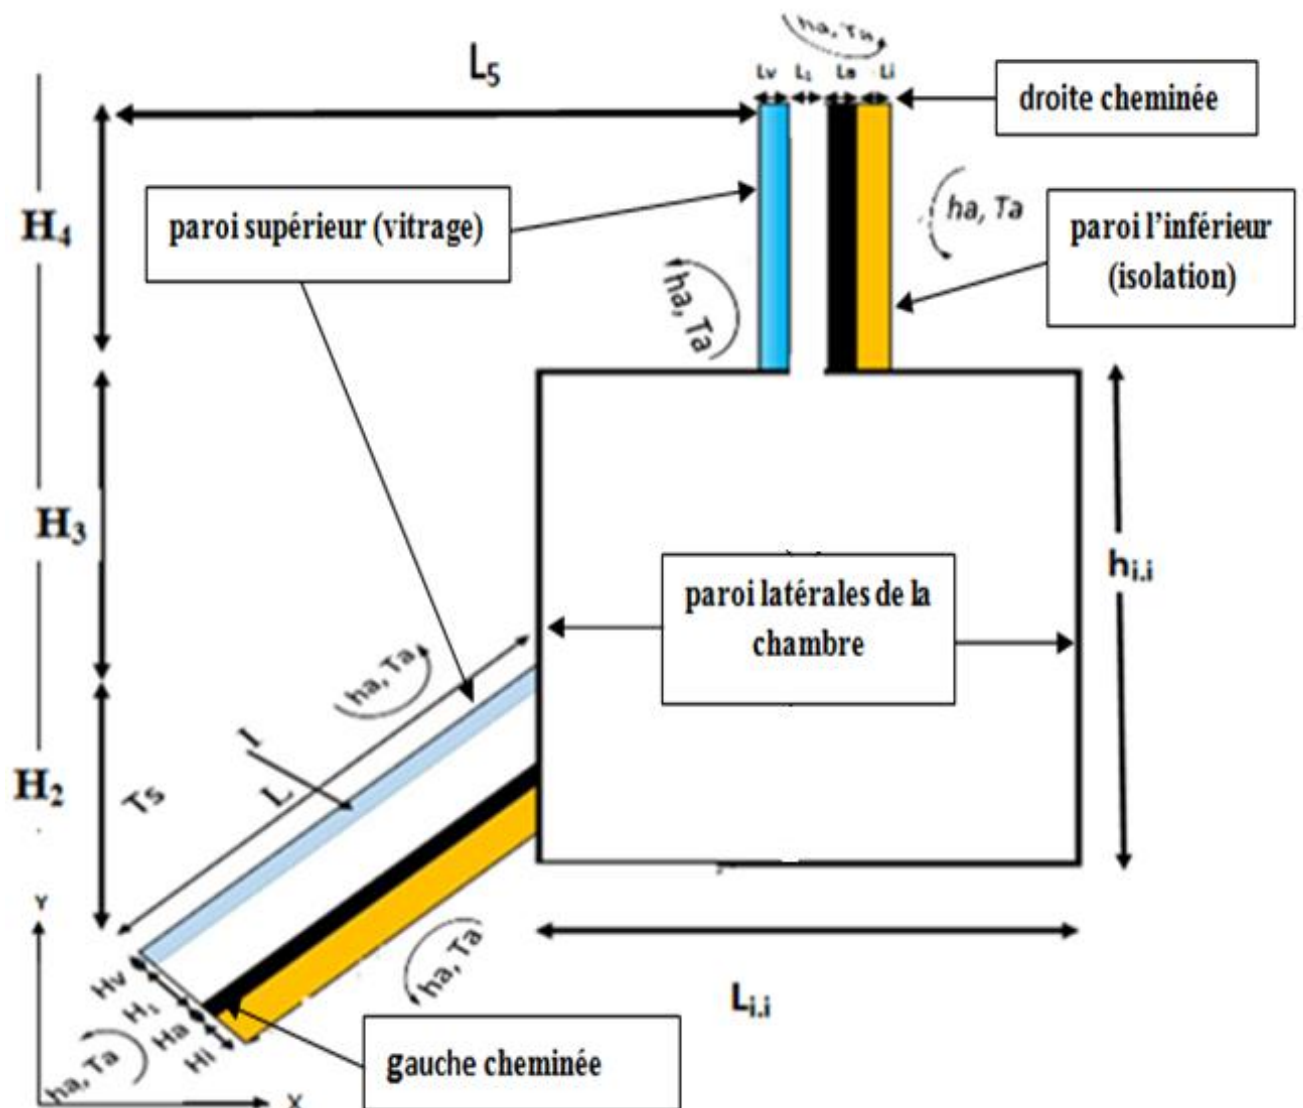 ha, Ta
L5
Lv L1 La Li
droite cheminée
H4
paroi supérieur (vitrage)
ha, Ta
paroi l’inférieur
(isolation)
ha, Ta
H3
hi.i
paroi latérales de la
chambre
ha, Ta
I
L
H2
Ts
Y
ha, Ta
Hv
H1
Ha
Hi
Li.i
ha, Ta
gauche cheminée
X